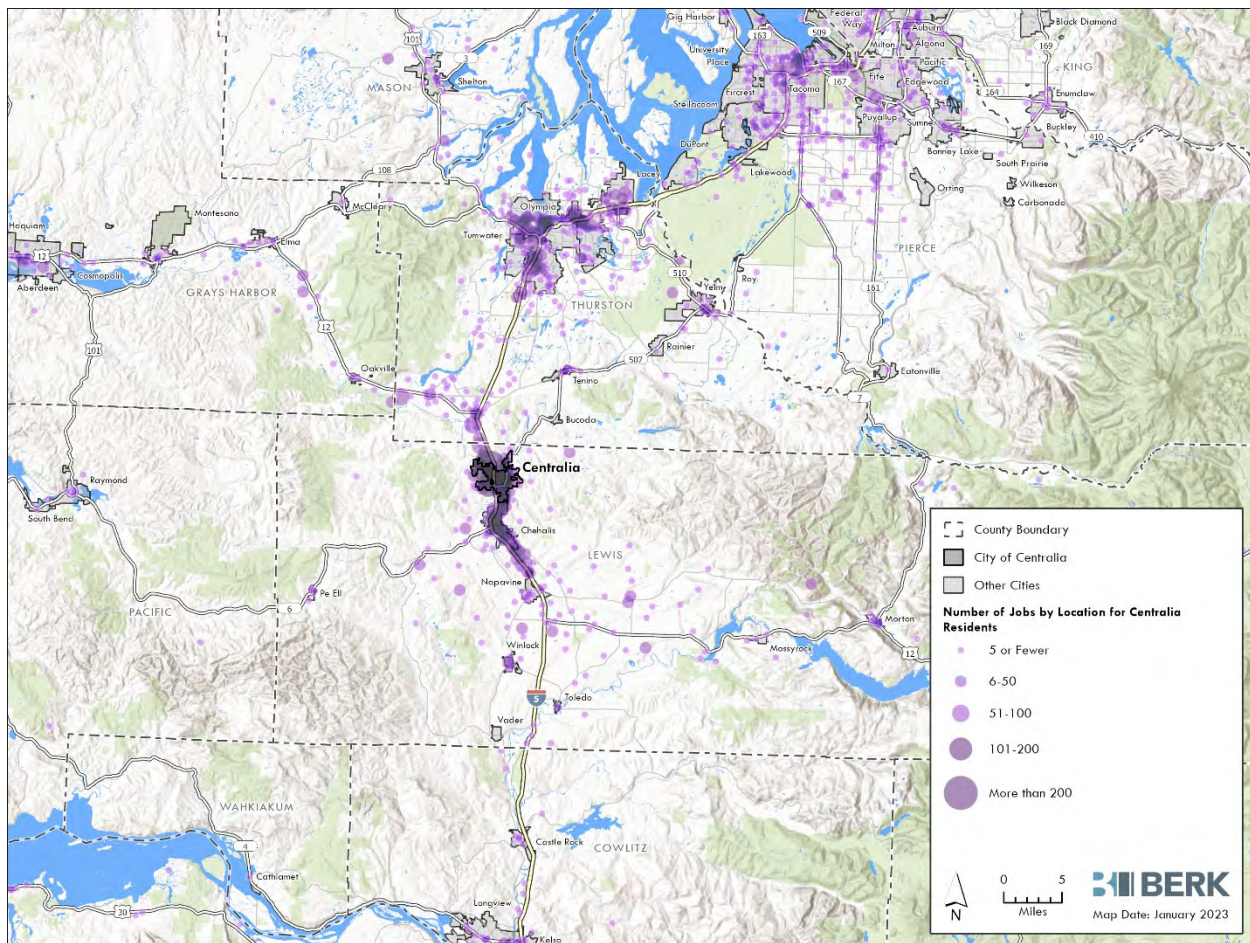 Gig Harbor
Federal
Way
Auburn
Black Diamond
101
163
509
Milton
Algona
169
University
Place
3
Pacific
KING
Shelton
167
Fife
Edgewood
MASON
Fircrest
Tacoma
164
Enumclaw
Steilacoom
Puyallup
Sumner
Buckley
410
DuPont
Bonney Lake
108
Lacey
Lakewood
South Prairie
Wilkeson
Orting
McCleary
Carbonado
Montesano
Olympia
Hoquiam
Tumwater
Elma
12
PIERCE
Cosmopolis
510
Roy
Aberdeen
161
GRAYS HARBOR
THURSTON
Yelm
12
101
Rainier
507
Oakville
Tenino
Eatonville
7
Bucoda
Centralia
Raymond
South Bend
Chehalis
LEWIS
Napavine
Pe Ell
6
PACIFIC
Morton
Winlock
Mossyrock
12
5
Toledo
Vader
WAHKIAKUM
Castle Rock
COWLITZ
4
Cathlamet
Longview
30
Kelso
County Boundary
City of Centralia
Other Cities
Number of Jobs by Location for Centralia
Residents
5 or Fewer
6-50
51-100
101-200
More than 200
N
0 5
Miles
BERK
Map Date: January 2023